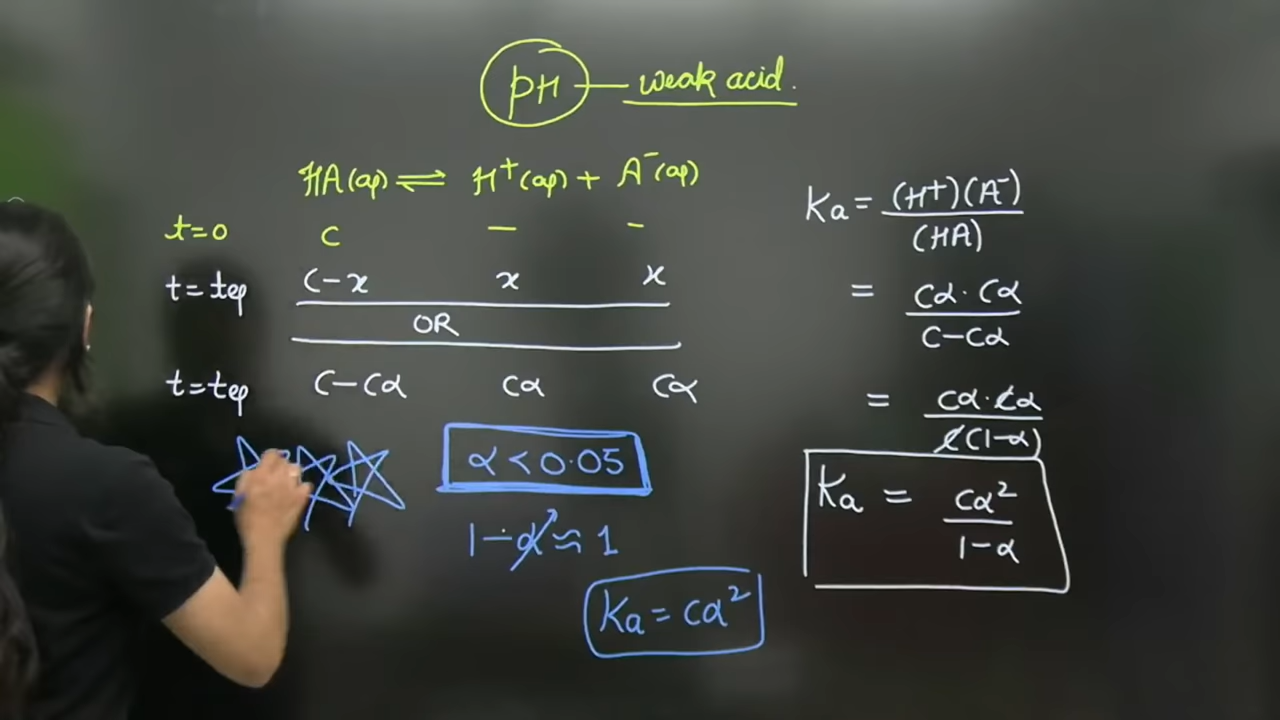 pH — weak acid.
HA(aq) ⇌ H⁺(aq) + A⁻(aq)
t=0 C — -
t=teq C-x x x
OR
t=teq C-Cα Cα Cα
α < 0.05
1-α ≈ 1
Ka = Cα²
Ka = (H⁺)(A⁻)/(HA)
= Cα·Cα/C-Cα
= Cα·Cα/C(1-α)
Ka = Cα²/1-α